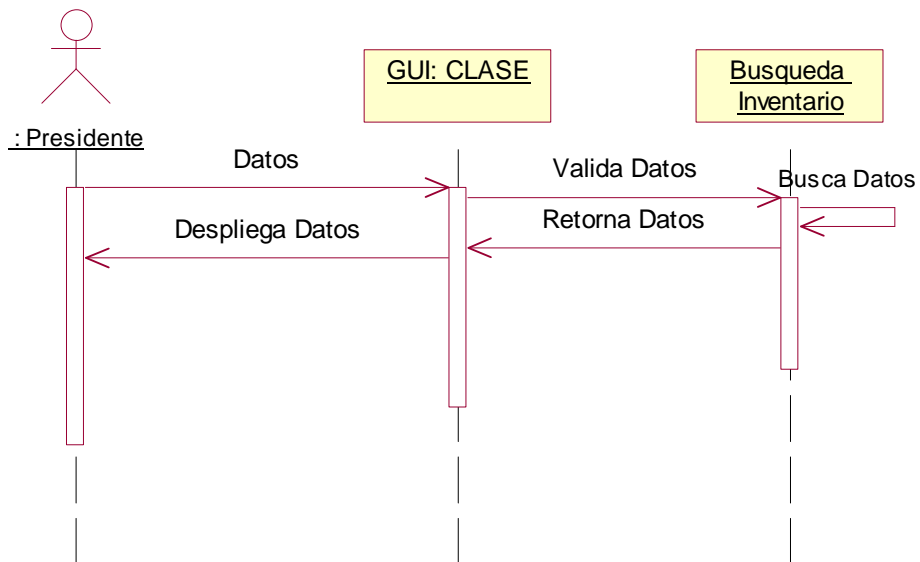 GUI: CLASE
Busqueda
Inventario
: Presidente
Datos
Valida Datos
Busca Datos
Despliega Datos
Retorna Datos